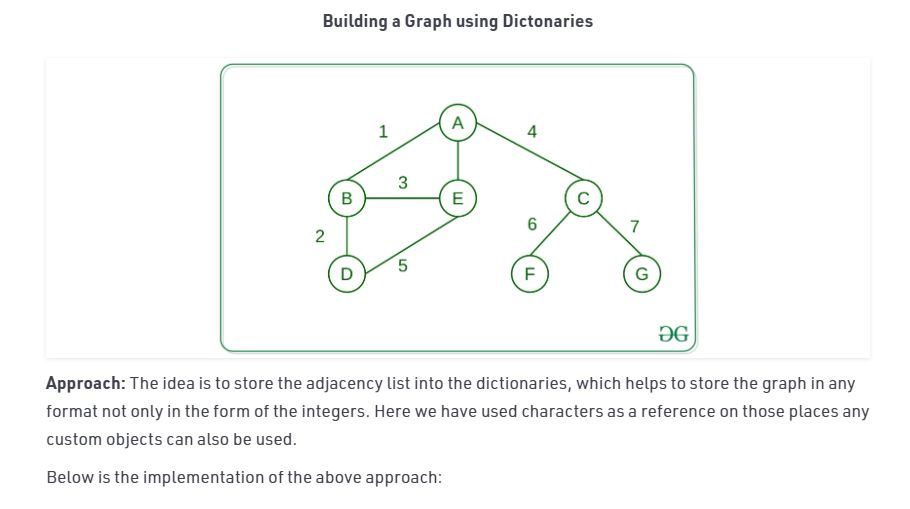 Building a Graph using Dictonaries
A
1
4
B
3
E
C
2
6
7
5
D
F
G
Approach: The idea is to store the adjacency list into the dictionaries, which helps to store the graph in any
format not only in the form of the integers. Here we have used characters as a reference on those places any
custom objects can also be used.
Below is the implementation of the above approach: